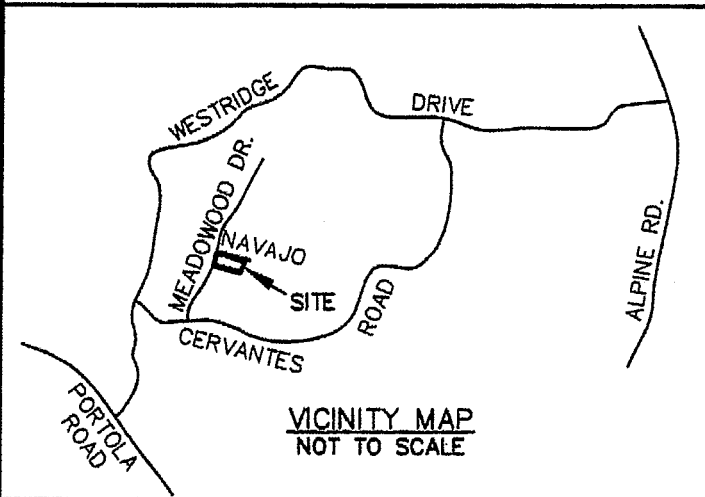 WESTRIDGE
DRIVE
MEADOWOOD DR.
NAVAJO
SITE
ALPINE RD.
CERVANTES
ROAD
PORTOLA
ROAD
VICINITY MAP
NOT TO SCALE